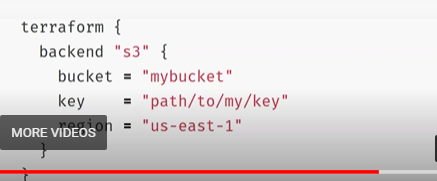 terraform {
backend "s3" {
bucket = "mybucket"
key = "path/to/my/key"
MORE VIDEOS
region = "us-east-1"
}
}